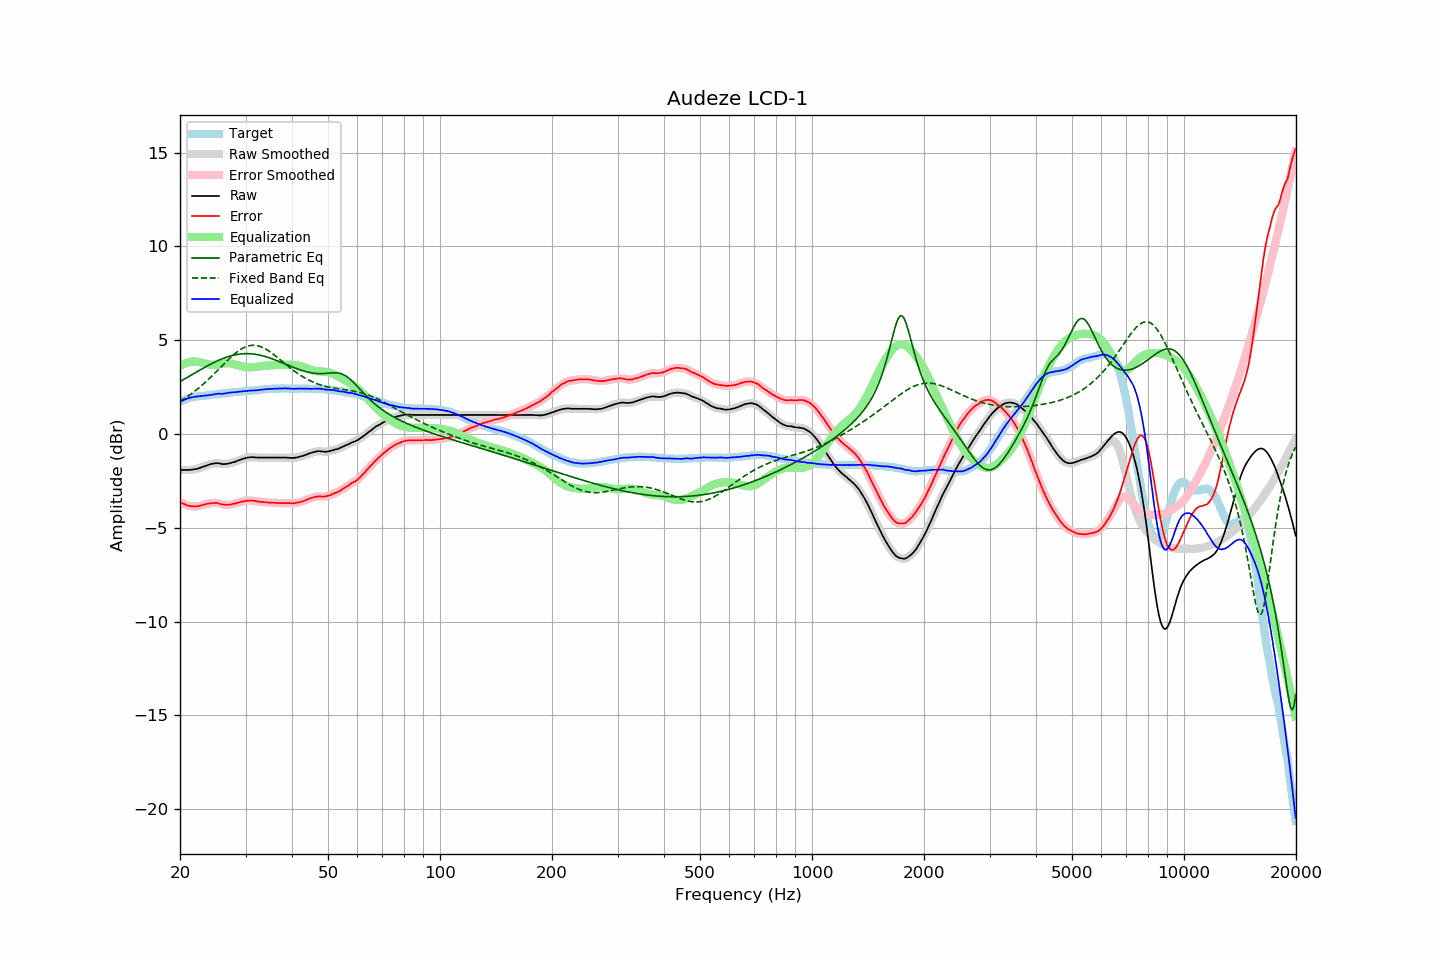 Audeze LCD-1
Target
Raw Smoothed
Error Smoothed
Raw
Error
Equalization
Parametric Eq
Fixed Band Eq
Equalized
Amplitude (dBr)
15
10
5
0
−5
−10
−15
−20
20 50 100 200 500 1000 2000 5000 10000 20000
Frequency (Hz)